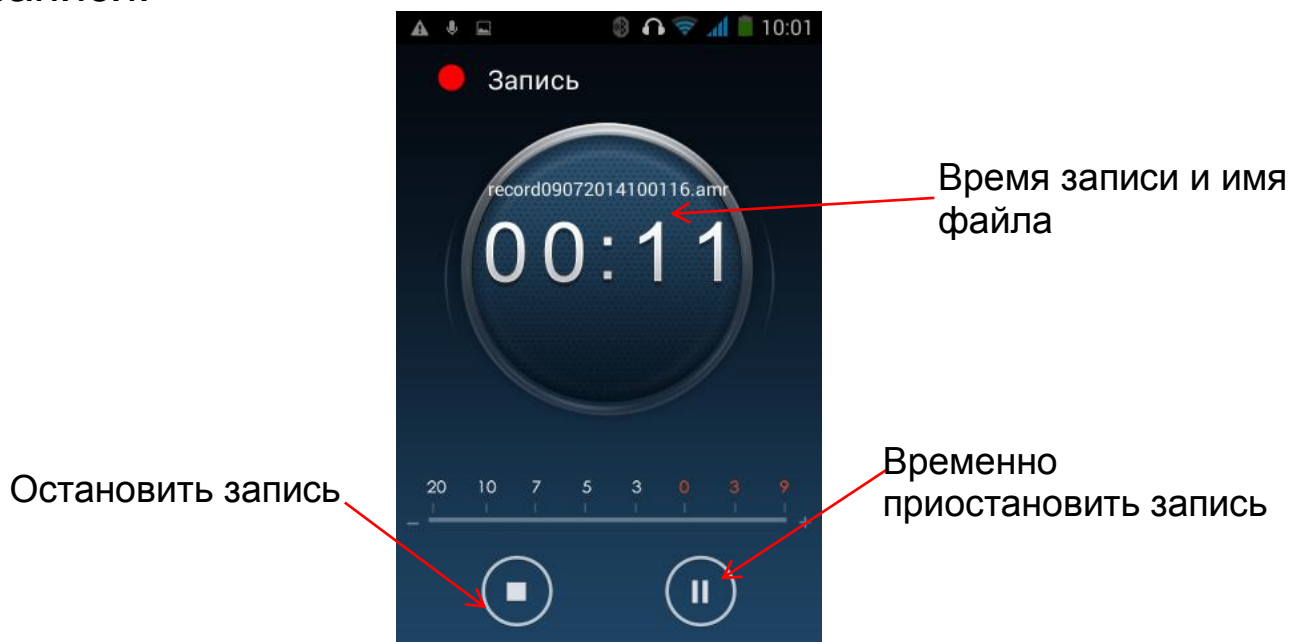 10:01
Запись
record09072014100116.amr
00:11
Время записи и имя
файла
Временно
приостановить запись
Остановить запись
20 10 7 5 3 0 3 9
- +